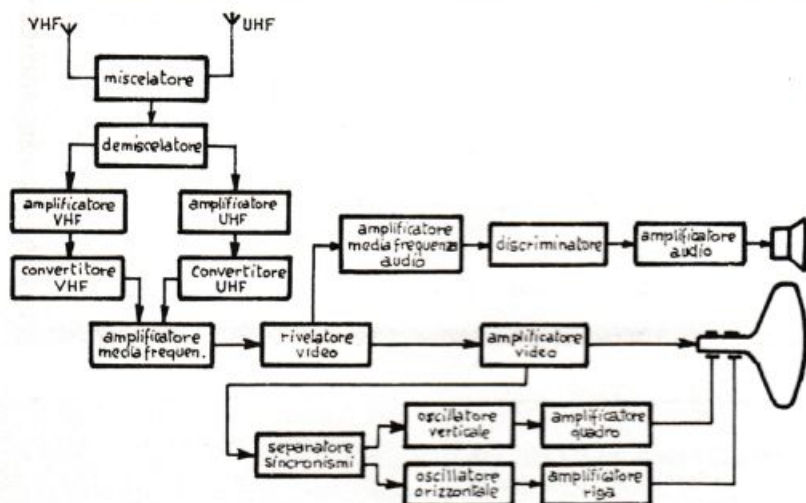 VHF
UHF
miscelatore
demiscelatore
amplificatore
VHF
amplificatore
UHF
convertitore
VHF
convertitore
UHF
amplificatore
media frequenza
audio
discriminatore
amplificatore
audio
amplificatore
media frequen.
rivelatore
video
amplificatore
video
separatore
sincronismi
oscillatore
verticale
amplificatore
quadro
oscillatore
orizzontale
amplificatore
riga